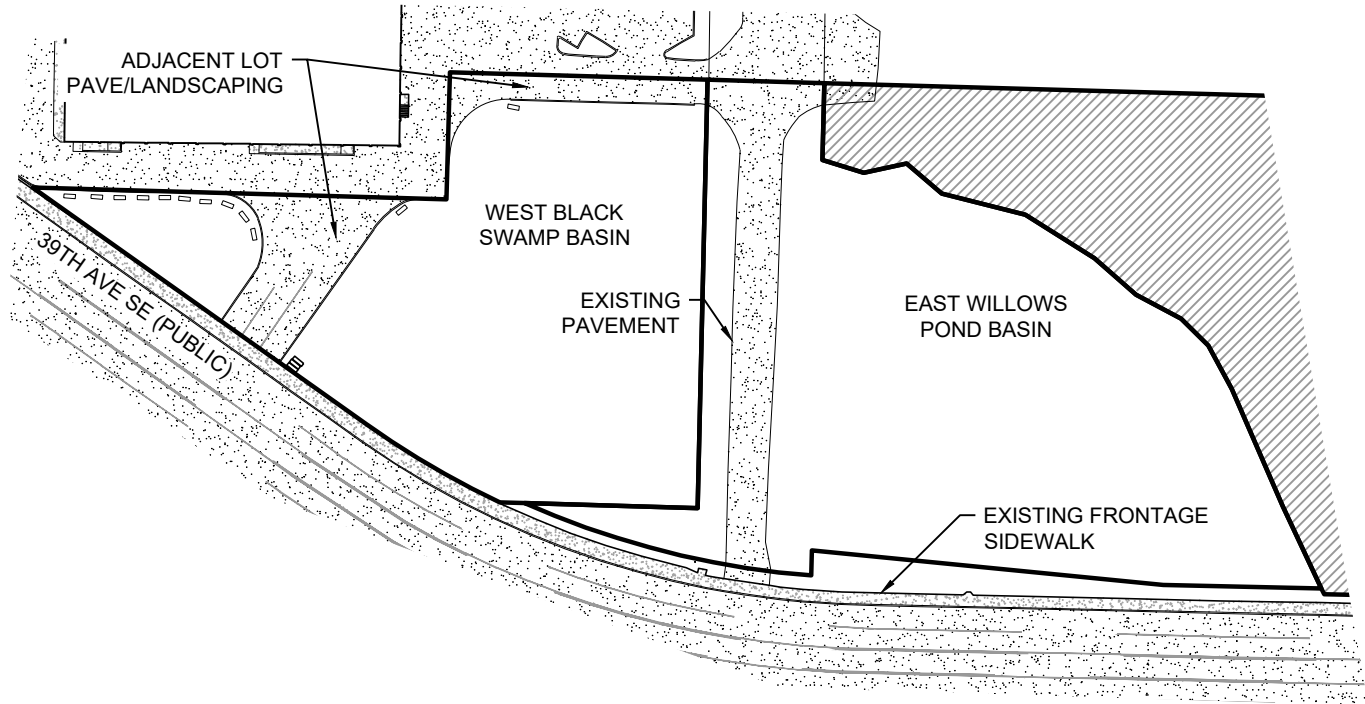 ADJACENT LOT
PAVE/LANDSCAPING
WEST BLACK
SWAMP BASIN
39TH AVE SE (PUBLIC)
EXISTING
PAVEMENT
EAST WILLOWS
POND BASIN
EXISTING FRONTAGE
SIDEWALK